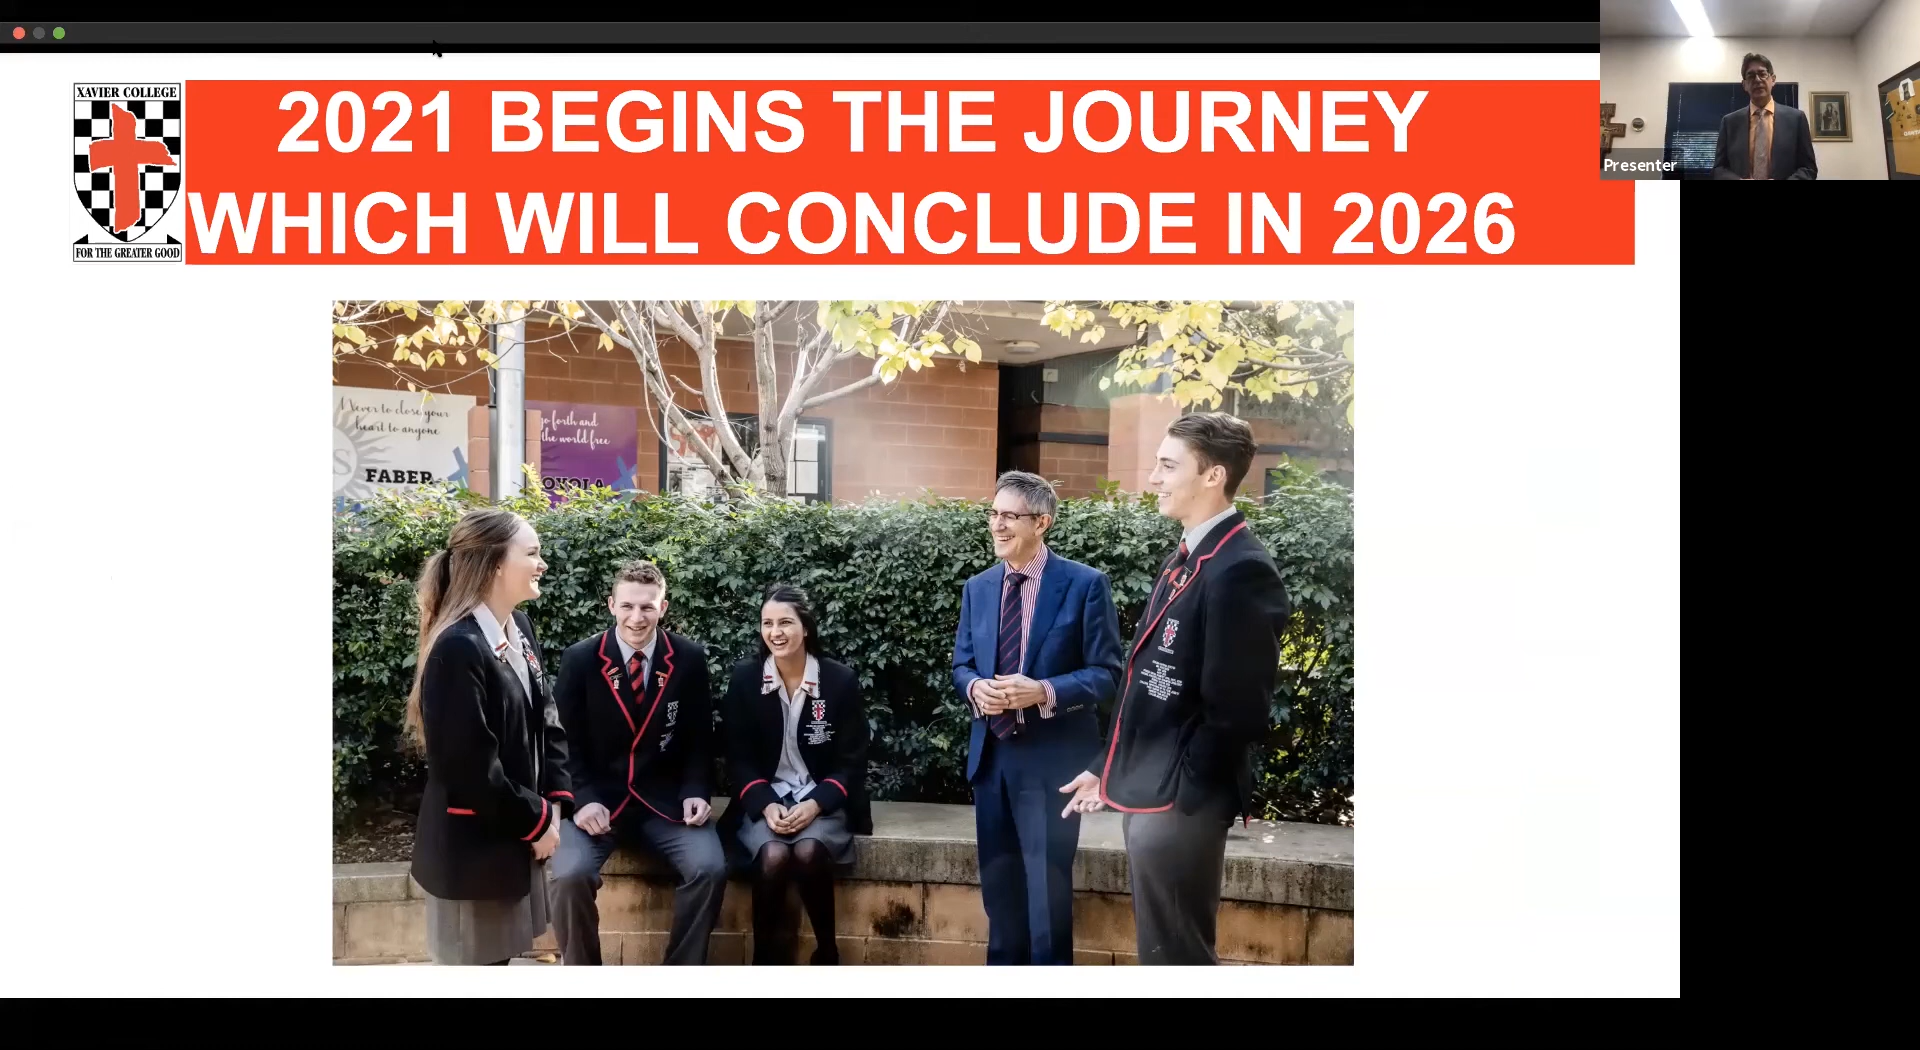 XAVIER COLLEGE
FOR THE GREATER GOOD
2021 BEGINS THE JOURNEY
WHICH WILL CONCLUDE IN 2026
Presenter
Never to close your
heart to anyone
FABER
go forth and
the world free
LOYOLA